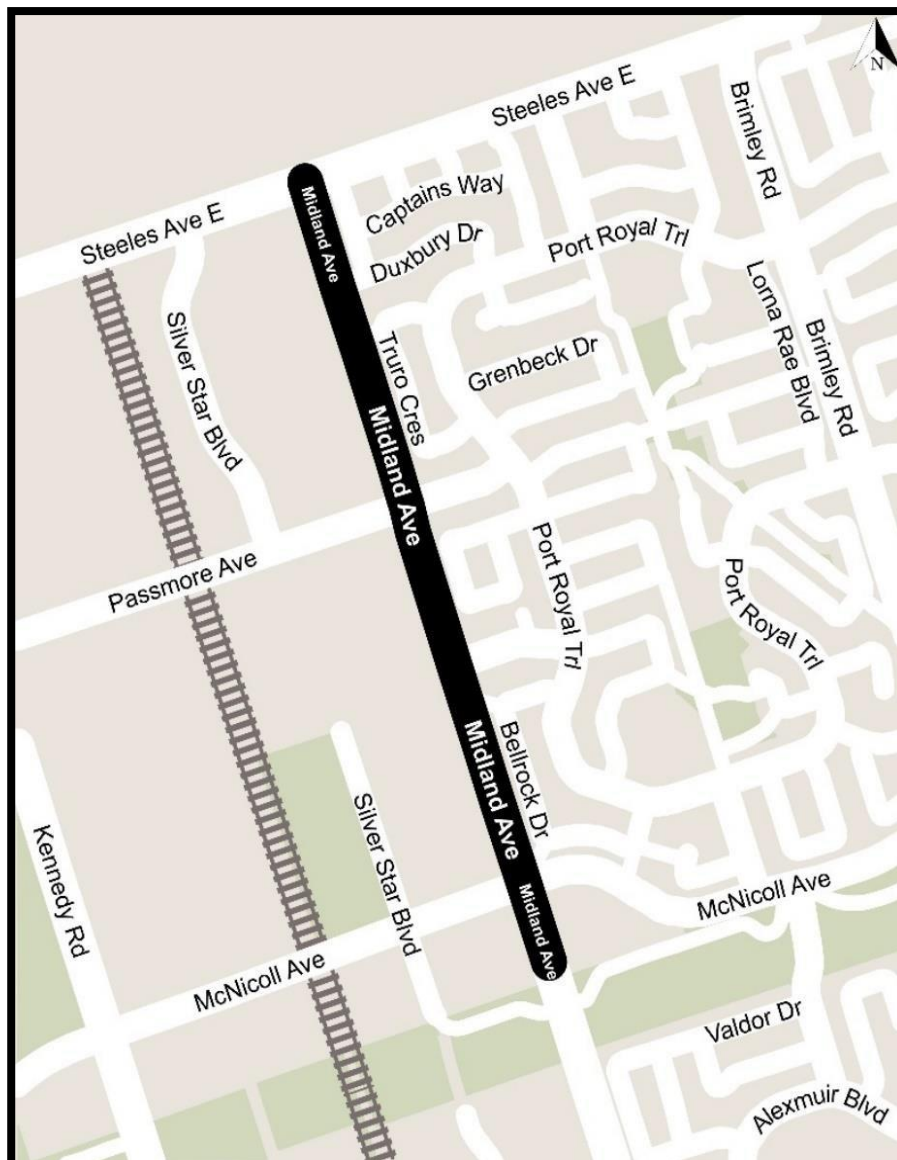 N
Steeles Ave E
Brimley Rd
Midland Ave
Captains Way
Steeles Ave E
Duxbury Dr
Port Royal Trl
Lorna Rae Blvd
Silver Star Blvd
Truro Cres
Grenbeck Dr
Brimley Rd
Midland Ave
Passmore Ave
Port Royal Trl
Port Royal Trl
Midland Ave
Bellrock Dr
Silver Star Blvd
Kennedy Rd
McNicoll Ave
Midland Ave
McNicoll Ave
Valdor Dr
Alexmuir Blvd